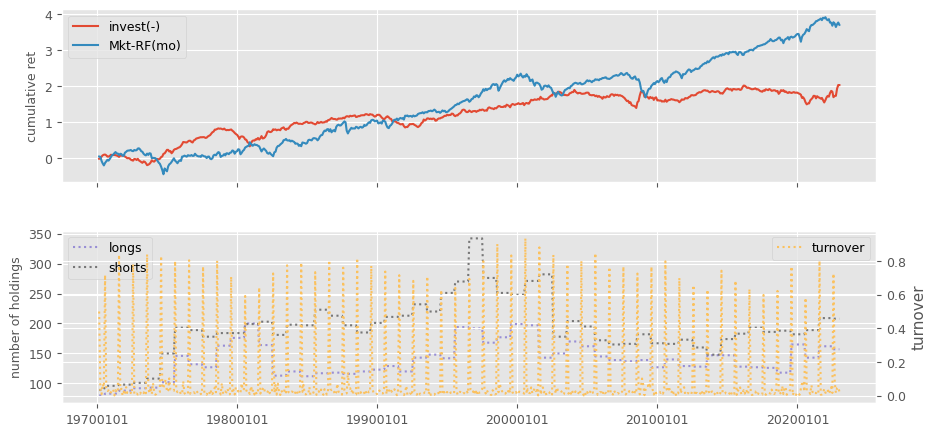 4
3
2
1
0
cumulative ret
invest(-)
Mkt-RF(mo)
350
300
250
200
150
100
number of holdings
longs
shorts
turnover
0.8
0.6
0.4
0.2
0.0
turnover
19700101 19800101 19900101 20000101 20100101 20200101